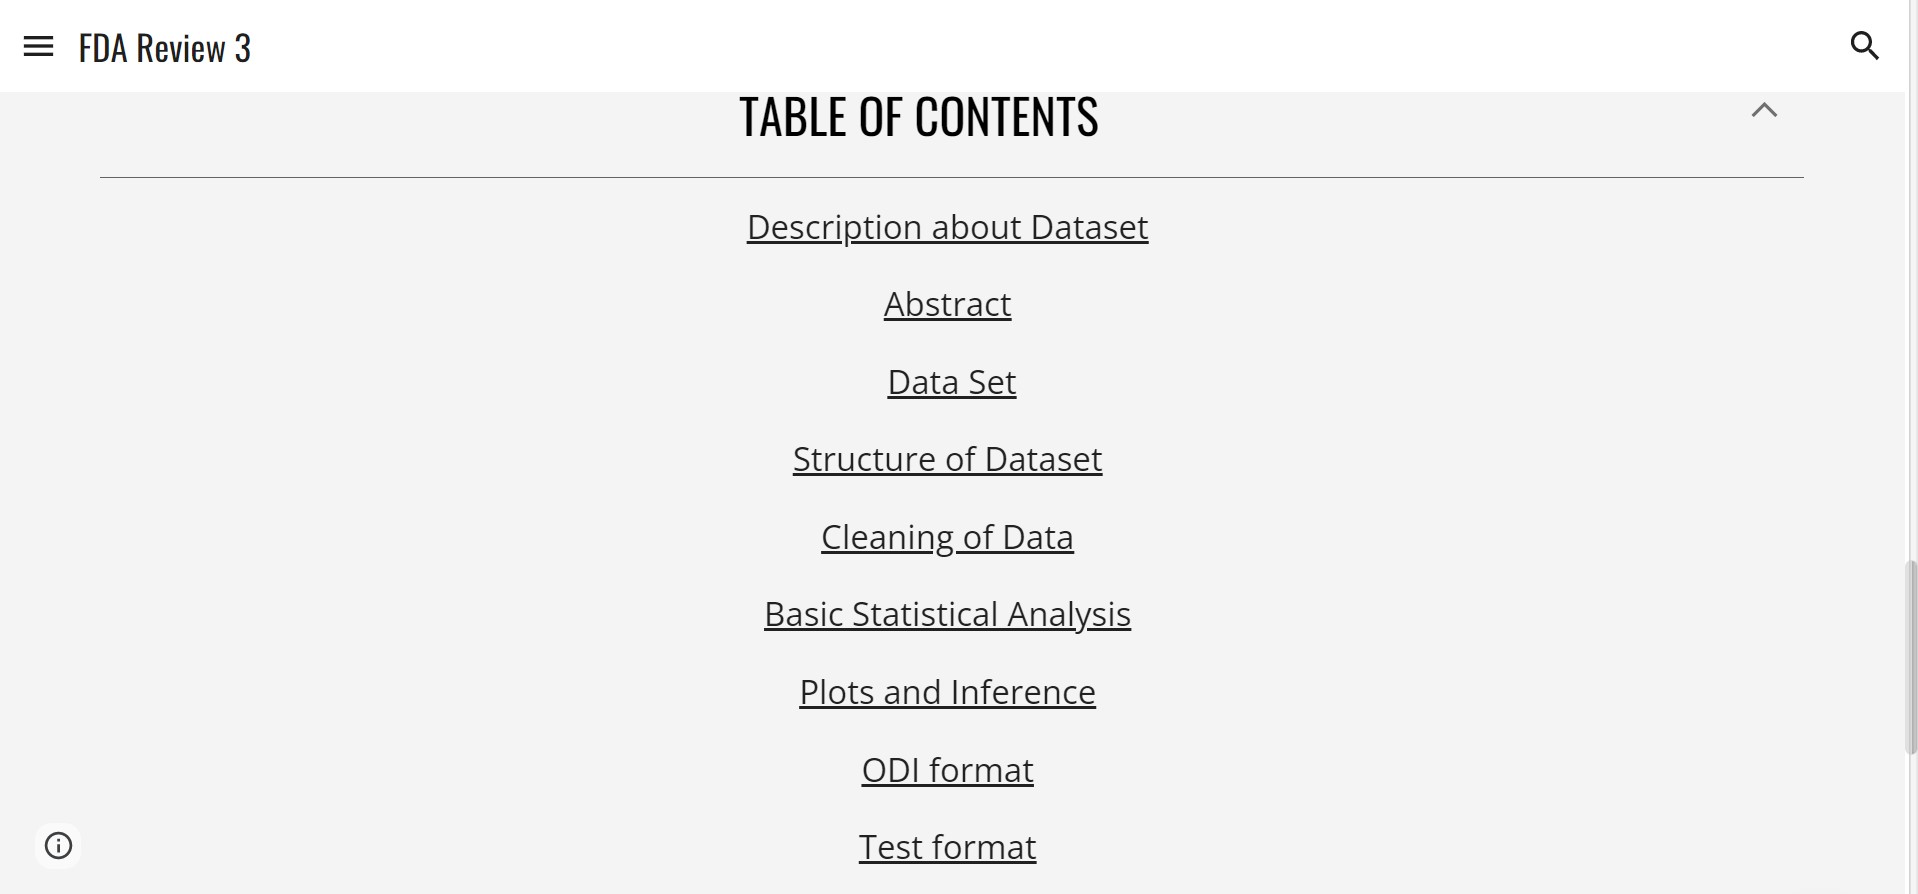 FDA Review 3
TABLE OF CONTENTS
Description about Dataset
Abstract
Data Set
Structure of Dataset
Cleaning of Data
Basic Statistical Analysis
Plots and Inference
ODI format
Test format